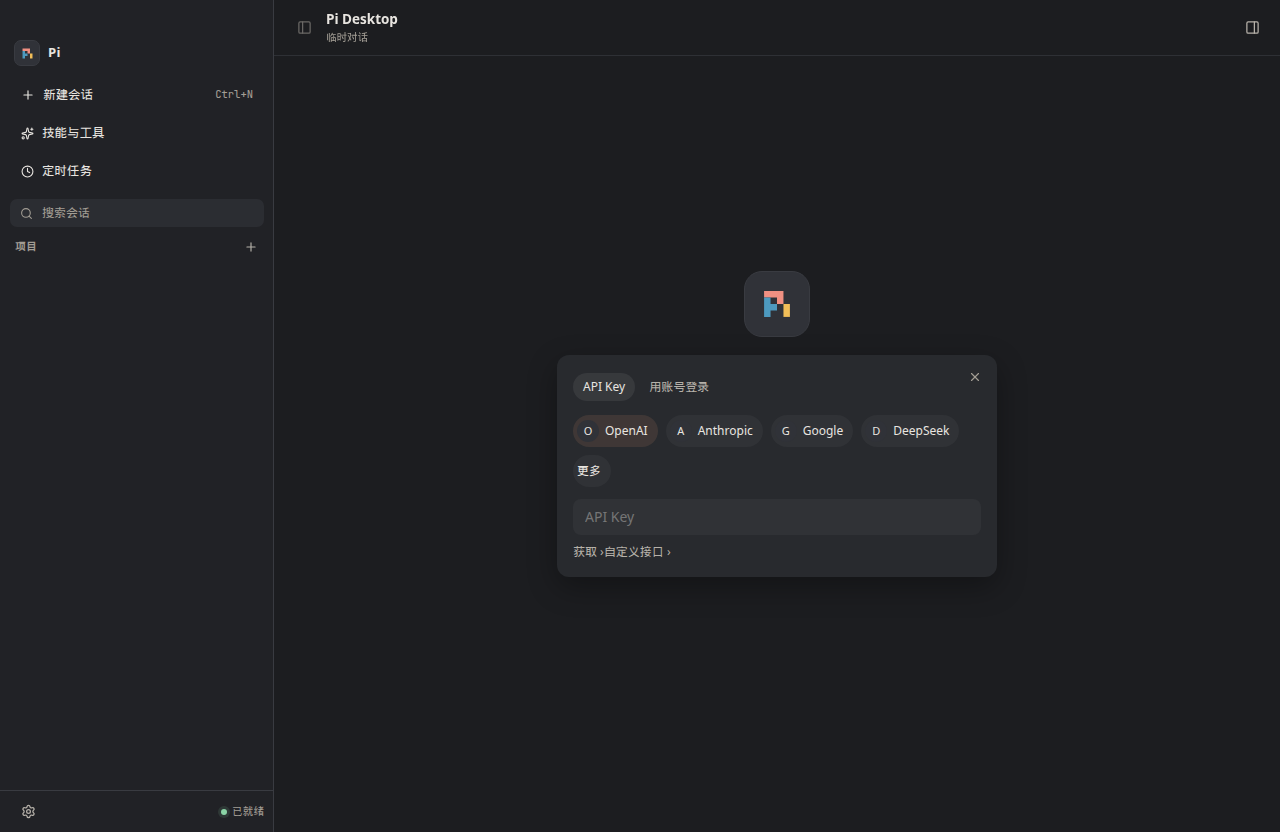 Pi
新建会话 Ctrl+N
技能与工具
定时任务
搜索会话
项目
已就绪
Pi Desktop
临时对话
API Key 用账号登录
O OpenAI A Anthropic G Google D DeepSeek
更多
API Key
获取 ›自定义接口 ›